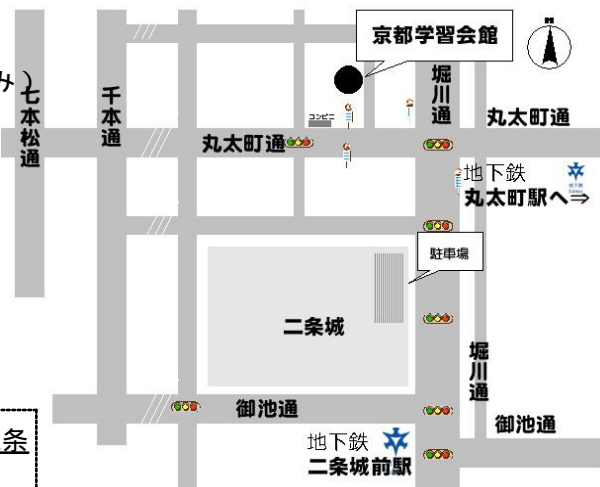 京都学習会館
み）
七本松通
千本通
堀川通
丸太町通
コンビニ
丸太町通
地下鉄
丸太町駅へ⇒
駐車場
二条城
堀川通
御池通
御池通
条
地下鉄
二条城前駅